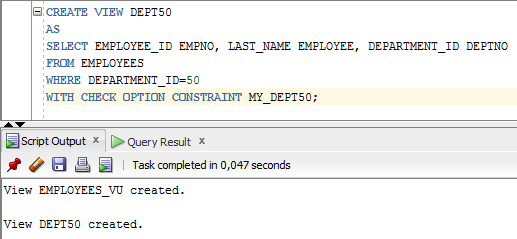 CREATE VIEW DEPT50
AS
SELECT EMPLOYEE_ID EMPNO, LAST_NAME EMPLOYEE, DEPARTMENT_ID DEPTNO
FROM EMPLOYEES
WHERE DEPARTMENT_ID=50
WITH CHECK OPTION CONSTRAINT MY_DEPT50;
Script Output x Query Result x
Task completed in 0,047 seconds
View EMPLOYEES_VU created.
View DEPT50 created.